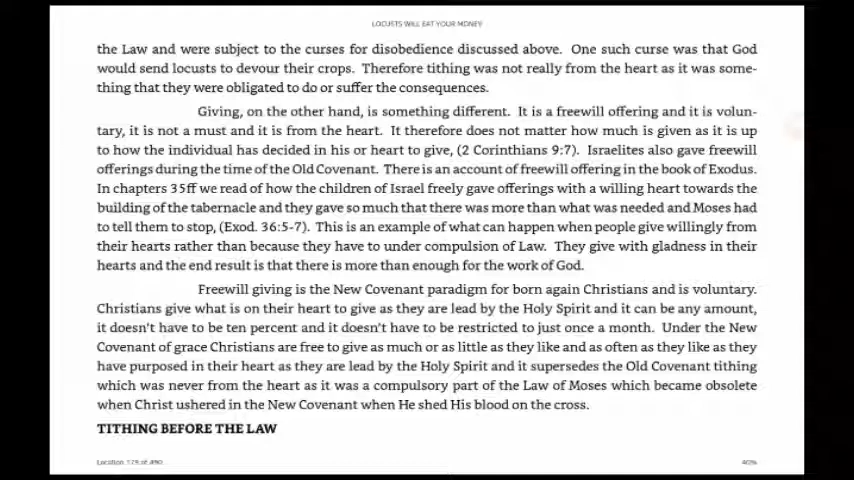 LOCUSTS WILL EAT YOUR MONEY
the Law and were subject to the curses for disobedience discussed above. One such curse was that God
would send locusts to devour their crops. Therefore tithing was not really from the heart as it was some-
thing that they were obligated to do or suffer the consequences.
Giving, on the other hand, is something different. It is a freewill offering and it is volun-
tary, it is not a must and it is from the heart. It therefore does not matter how much is given as it is up
to how the individual has decided in his or heart to give, (2 Corinthians 9:7). Israelites also gave freewill
offerings during the time of the Old Covenant. There is an account of freewill offering in the book of Exodus.
In chapters 35ff we read of how the children of Israel freely gave offerings with a willing heart towards the
building of the tabernacle and they gave so much that there was more than what was needed and Moses had
to tell them to stop, (Exod. 36:5-7). This is an example of what can happen when people give willingly from
their hearts rather than because they have to under compulsion of Law. They give with gladness in their
hearts and the end result is that there is more than enough for the work of God.
Freewill giving is the New Covenant paradigm for born again Christians and is voluntary.
Christians give what is on their heart to give as they are lead by the Holy Spirit and it can be any amount,
it doesn't have to be ten percent and it doesn't have to be restricted to just once a month. Under the New
Covenant of grace Christians are free to give as much or as little as they like and as often as they like as they
have purposed in their heart as they are lead by the Holy Spirit and it supersedes the Old Covenant tithing
which was never from the heart as it was a compulsory part of the Law of Moses which became obsolete
when Christ ushered in the New Covenant when He shed His blood on the cross.
TITHING BEFORE THE LAW
Location 179 of 490
40%